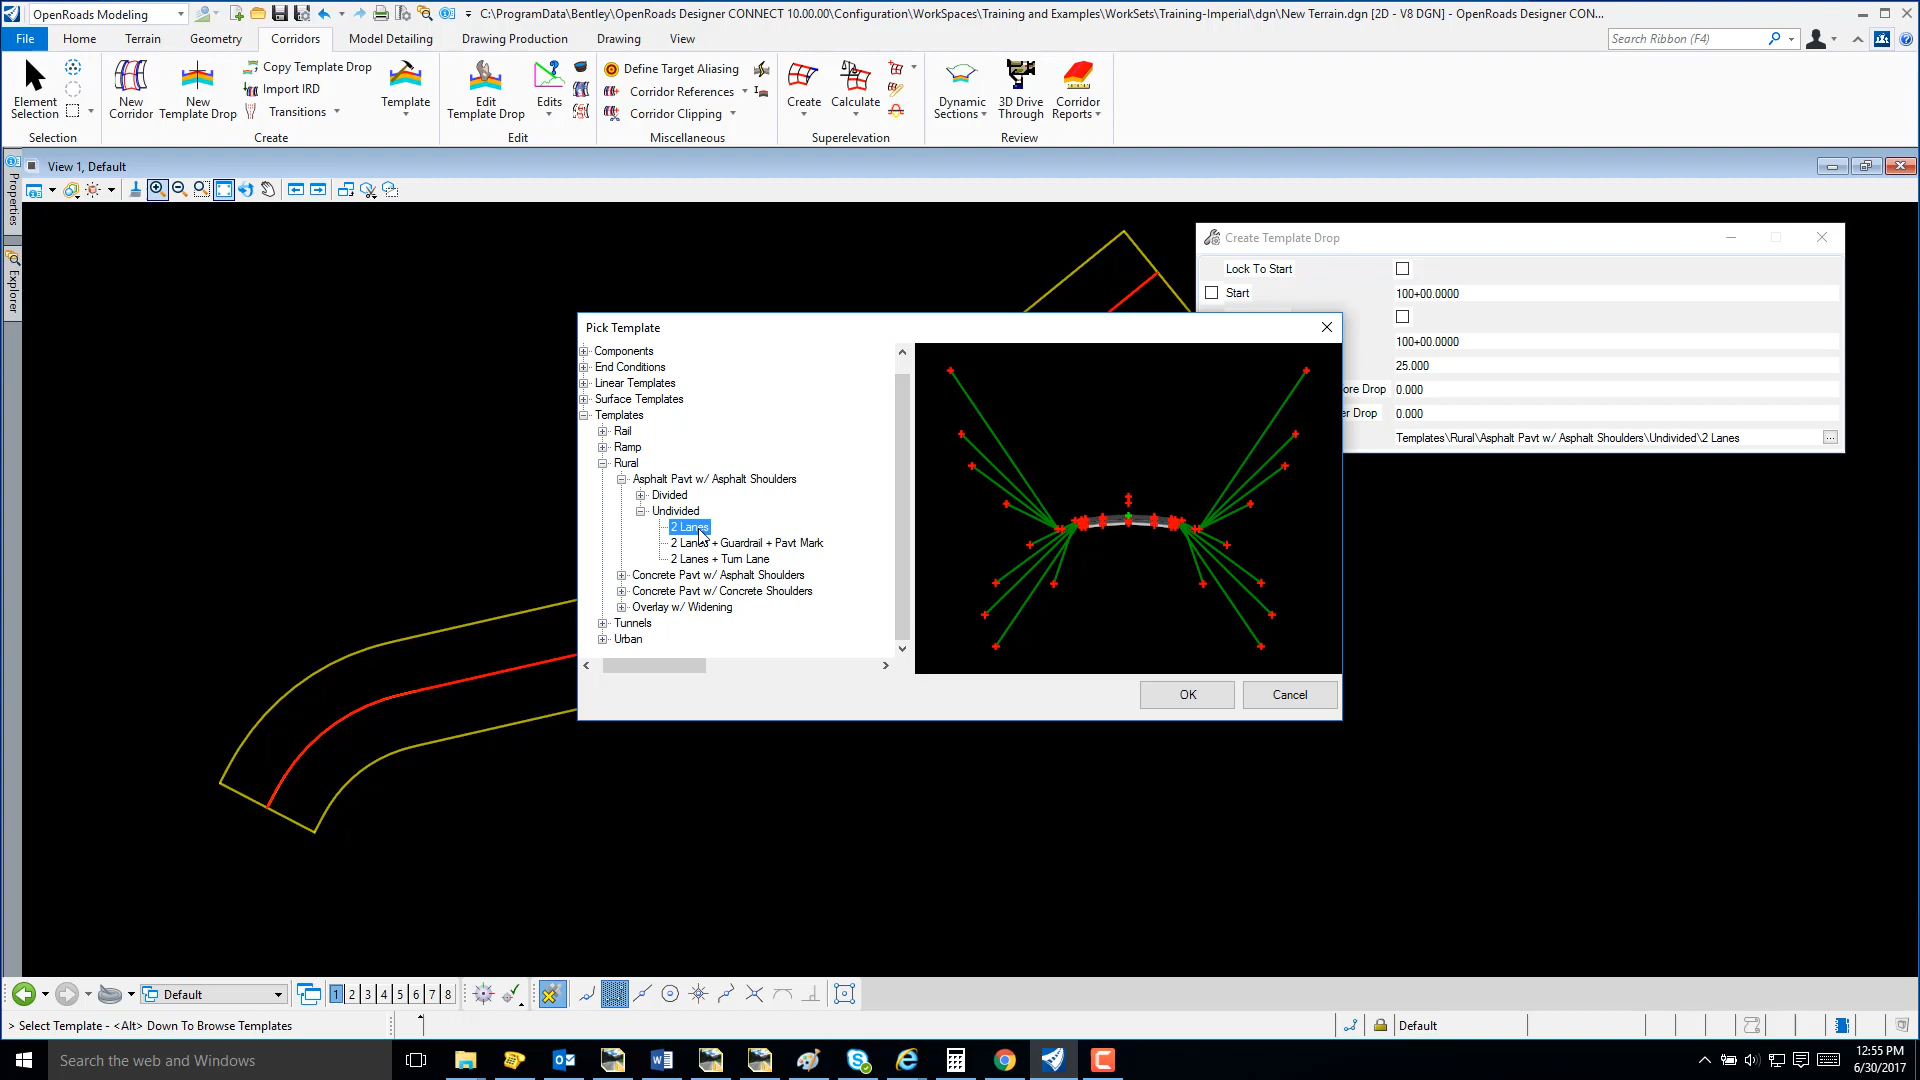 OpenRoads Modeling
C:\ProgramData\Bentley\OpenRoads Designer CONNECT 10.00.00\Configuration\WorkSpaces\Training and Examples\WorkSets\Training-Imperial\dgn\New Terrain.dgn [2D - V8 DGN] - OpenRoads Designer CON...
File Home Terrain Geometry Corridors Model Detailing Drawing Production Drawing View
Search Ribbon (F4)
Element Selection
Selection
New Corridor
New Template Drop
Copy Template Drop
Import IRD
Transitions
Template
Create
Edit Template Drop
Edits
Edit
Define Target Aliasing
Corridor References
Corridor Clipping
Miscellaneous
Create
Calculate
Superelevation
Dynamic Sections
3D Drive Through
Corridor Reports
Review
View 1, Default
Properties
Explorer
Create Template Drop
Lock To Start
Start 100+00.0000
100+00.0000
25.000
ore Drop 0.000
er Drop 0.000
Templates\Rural\Asphalt Pavt w/ Asphalt Shoulders\Undivided\2 Lanes
...
Pick Template
Components
End Conditions
Linear Templates
Surface Templates
Templates
Rail
Ramp
Rural
Asphalt Pavt w/ Asphalt Shoulders
Divided
Undivided
2 Lanes
2 Lanes + Guardrail + Pavt Mark
2 Lanes + Turn Lane
Concrete Pavt w/ Asphalt Shoulders
Concrete Pavt w/ Concrete Shoulders
Overlay w/ Widening
Tunnels
Urban
OK Cancel
Default
1 2 3 4 5 6 7 8
> Select Template - <Alt> Down To Browse Templates
Default
Search the web and Windows
12:55 PM
6/30/2017